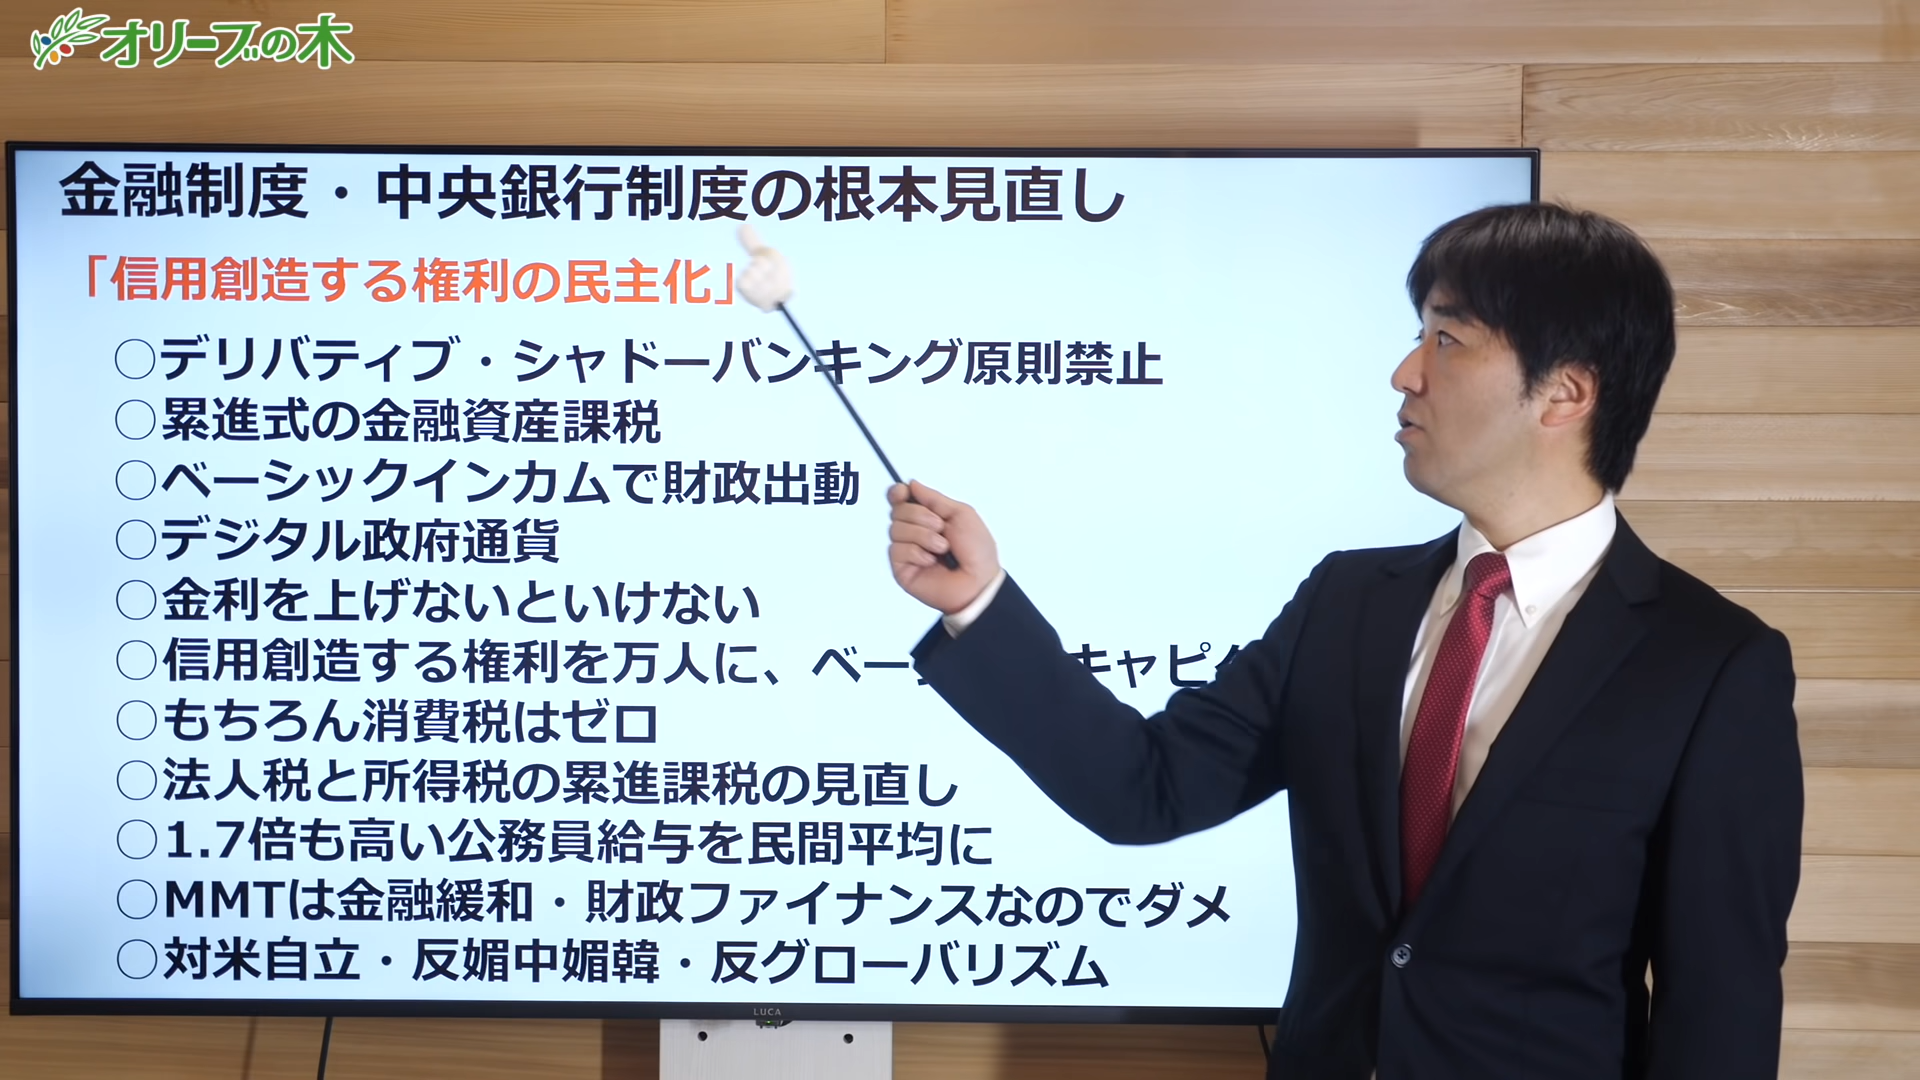 オリーブの木
金融制度・中央銀行制度の根本見直し
「信用創造する権利の民主化」
○デリバティブ・シャドーバンキング原則禁止
○累進式の金融資産課税
○ベーシックインカムで財政出動
○デジタル政府通貨
○金利を上げないといけない
○信用創造する権利を万人に、ベー キャピ
○もちろん消費税はゼロ
○法人税と所得税の累進課税の見直し
○1.7倍も高い公務員給与を民間平均に
○MMTは金融緩和・財政ファイナンスなのでダメ
○対米自立・反媚中媚韓・反グローバリズム
LUCA